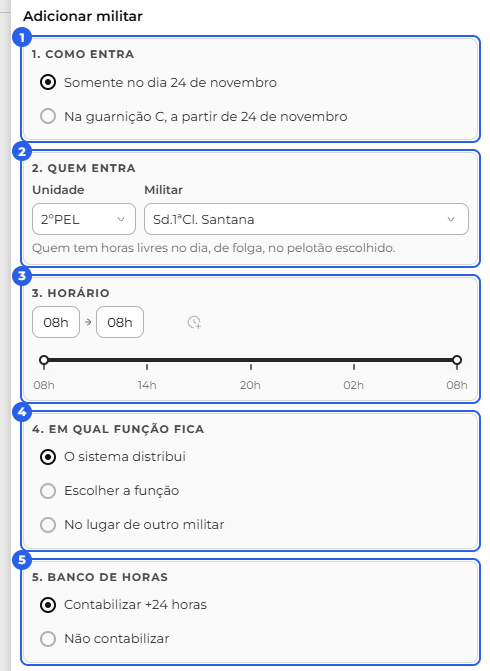 Adicionar militar
1
1. COMO ENTRA
Somente no dia 24 de novembro
Na guarnição C, a partir de 24 de novembro
2
2. QUEM ENTRA
Unidade Militar
2ºPEL Sd.1ªCl. Santana
Quem tem horas livres no dia, de folga, no pelotão escolhido.
3
3. HORÁRIO
08h → 08h
08h 14h 20h 02h 08h
4
4. EM QUAL FUNÇÃO FICA
O sistema distribui
Escolher a função
No lugar de outro militar
5
5. BANCO DE HORAS
Contabilizar +24 horas
Não contabilizar